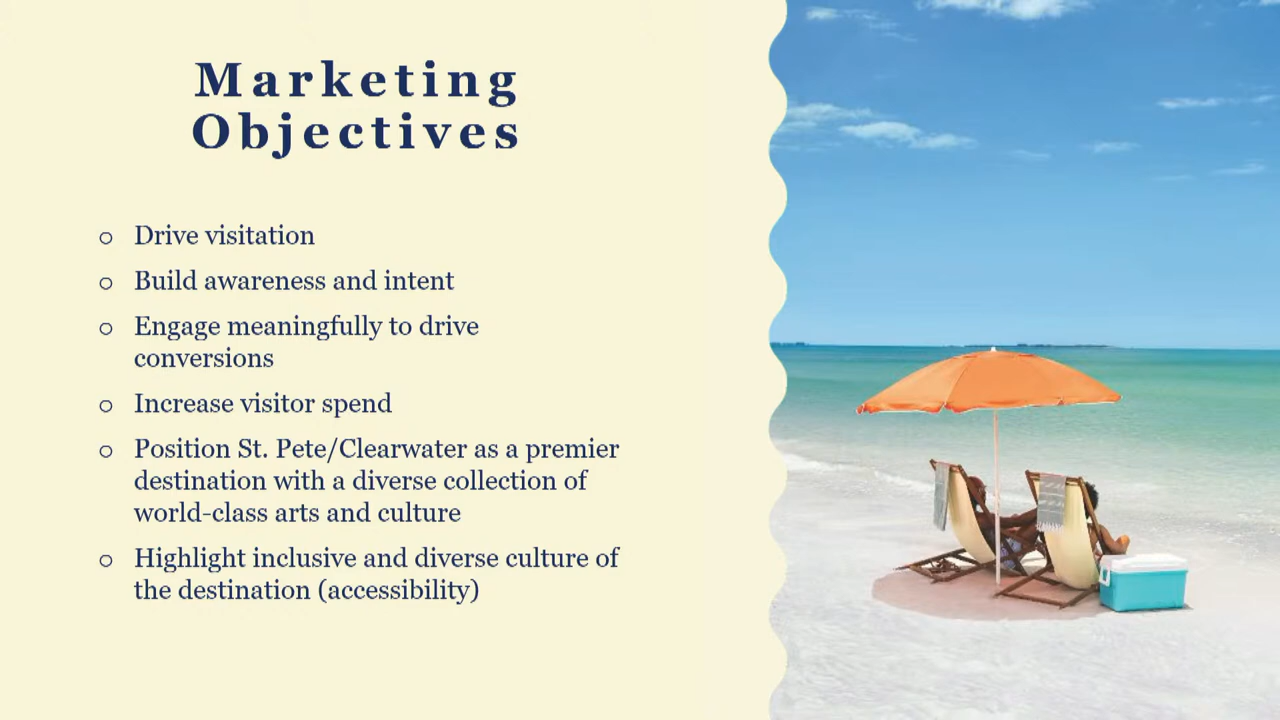 Marketing
Objectives
o Drive visitation
o Build awareness and intent
o Engage meaningfully to drive
conversions
o Increase visitor spend
o Position St. Pete/Clearwater as a premier
destination with a diverse collection of
world-class arts and culture
o Highlight inclusive and diverse culture of
the destination (accessibility)